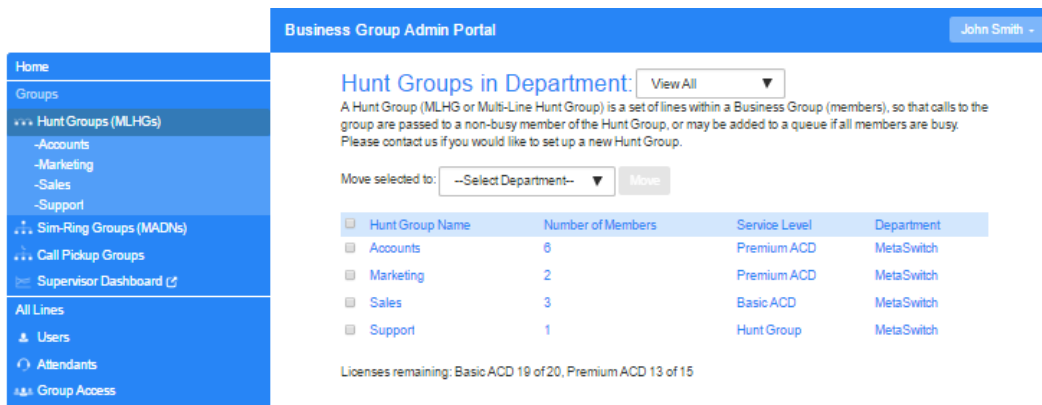 Business Group Admin Portal
John Smith
Home
Groups
Hunt Groups (MLHGs)
-Accounts
-Marketing
-Sales
-Support
Sim-Ring Groups (MADNs)
Call Pickup Groups
Supervisor Dashboard
All Lines
Users
Attendants
Group Access
Hunt Groups in Department: View All
A Hunt Group (MLHG or Multi-Line Hunt Group) is a set of lines within a Business Group (members), so that calls to the
group are passed to a non-busy member of the Hunt Group, or may be added to a queue if all members are busy.
Please contact us if you would like to set up a new Hunt Group.
Move selected to: --Select Department-- Move
Hunt Group Name Number of Members Service Level Department
Accounts 6 Premium ACD MetaSwitch
Marketing 2 Premium ACD MetaSwitch
Sales 3 Basic ACD MetaSwitch
Support 1 Hunt Group MetaSwitch
Licenses remaining: Basic ACD 19 of 20, Premium ACD 13 of 15